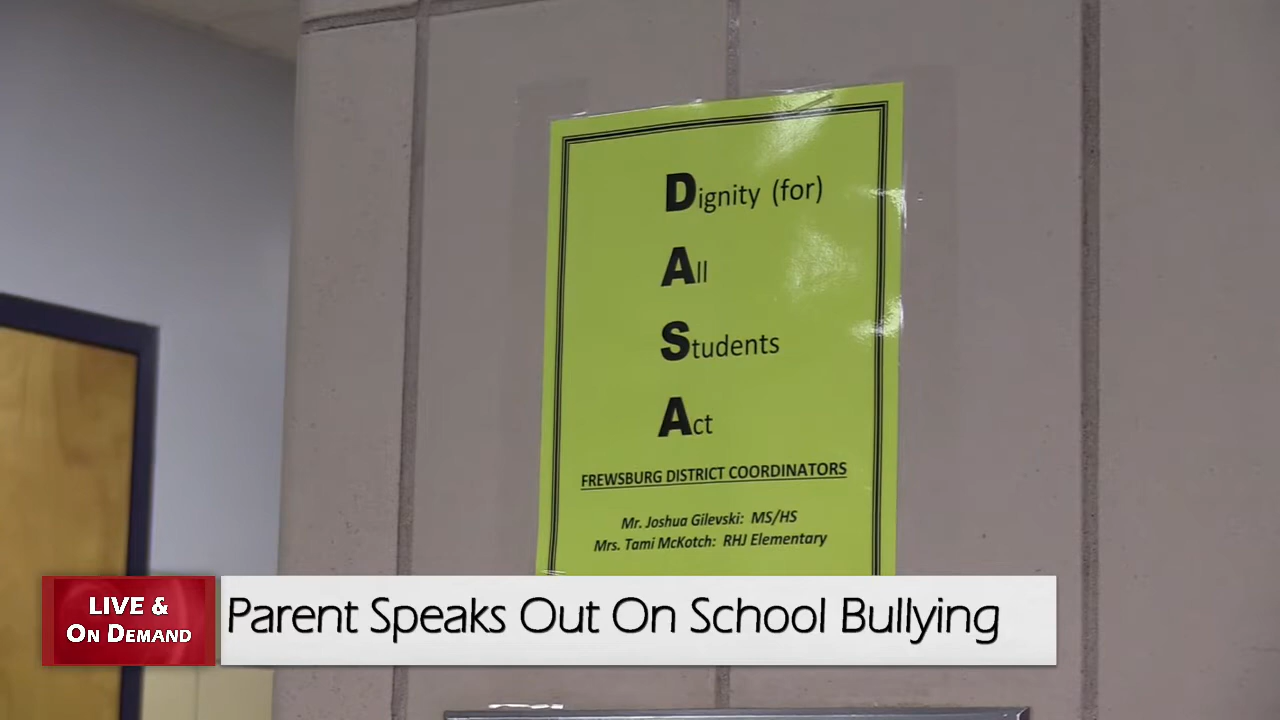 Dignity (for)
All
Students
Act
FREWSBURG DISTRICT COORDINATORS
Mr. Joshua Gilevski: MS/HS
Mrs. Tami McKotch: RHJ Elementary
LIVE &
ON DEMAND
Parent Speaks Out On School Bullying